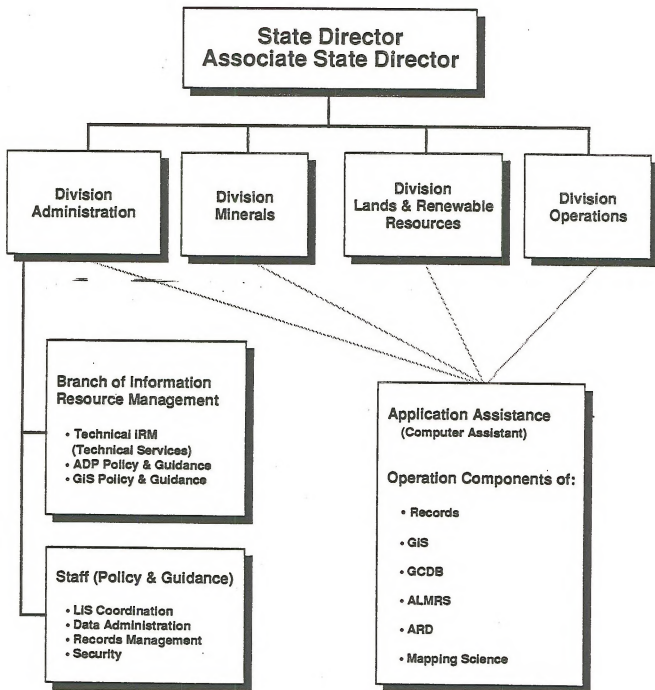 State Director
Associate State Director
Division
Administration
Division
Minerals
Division
Lands & Renewable
Resources
Division
Operations
Branch of Information
Resource Management
• Technical IRM
(Technical Services)
• ADP Policy & Guidance
• GIS Policy & Guidance
Staff (Policy & Guidance)
• LIS Coordination
• Data Administration
• Records Management
• Security
Application Assistance
(Computer Assistant)
Operation Components of:
• Records
• GIS
• GCDB
• ALMRS
• ARD
• Mapping Science